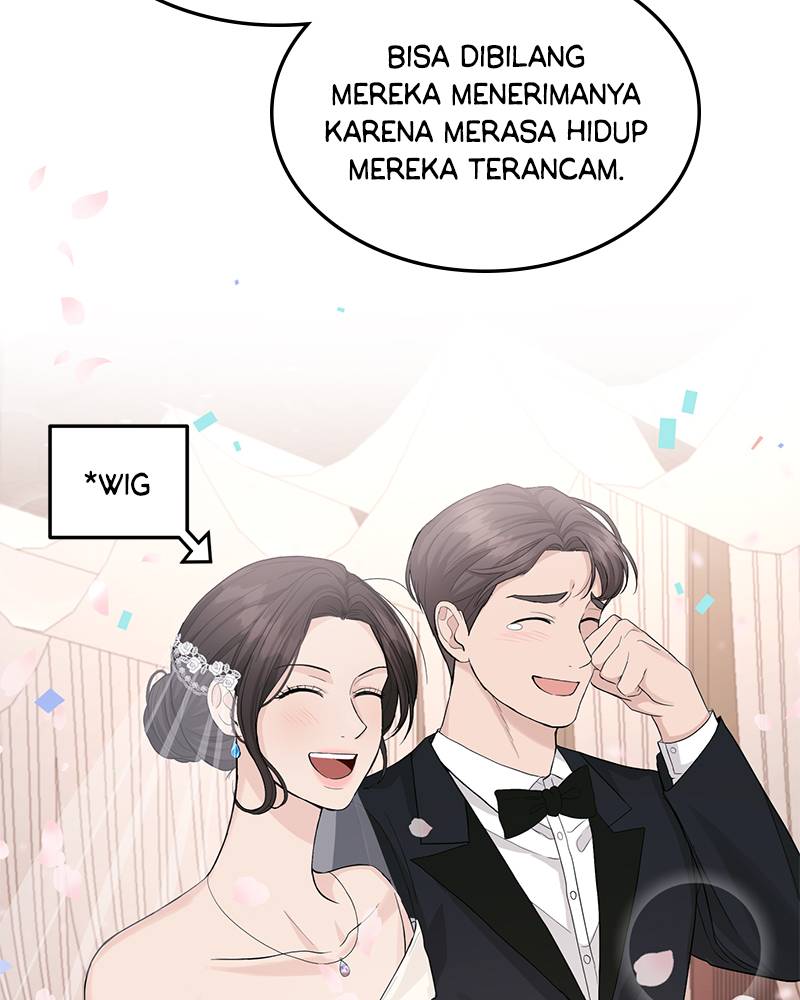 BISA DIBILANG
MEREKA MENERIMANYA
KARENA MERASA HIDUP
MEREKA TERANCAM.
*WIG